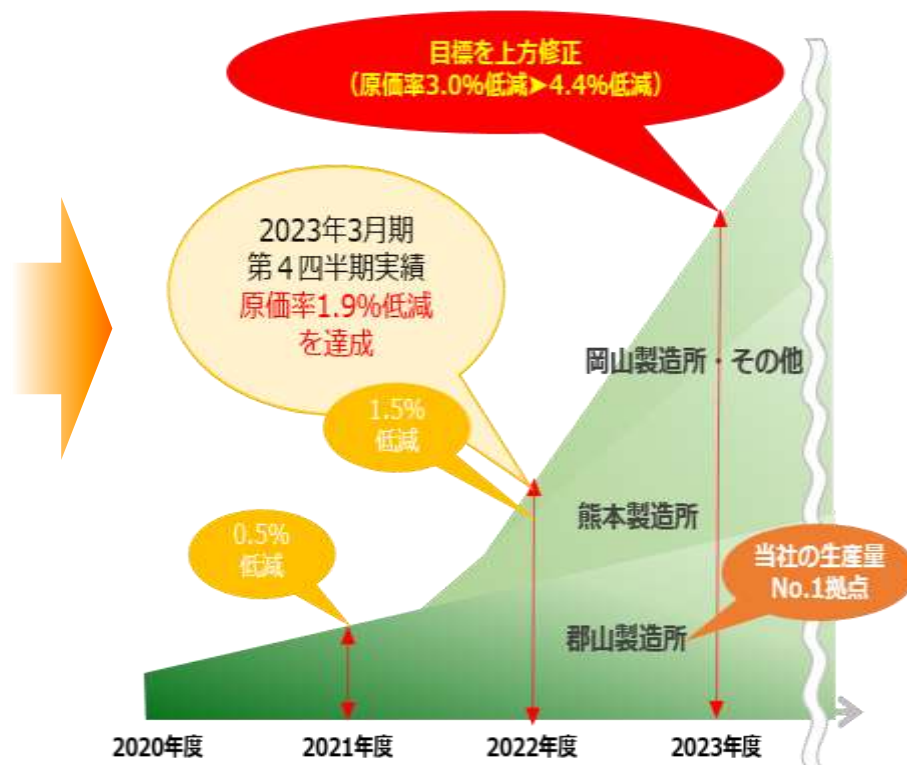 目標を上方修正
（原価率3.0%低減▶4.4%低減）
2023年3月期
第４四半期実績
原価率1.9%低減
を達成
1.5%
低減
0.5%
低減
岡山製造所・その他
熊本製造所
当社の生産量
No.1拠点
郡山製造所
2020年度
2021年度
2022年度
2023年度